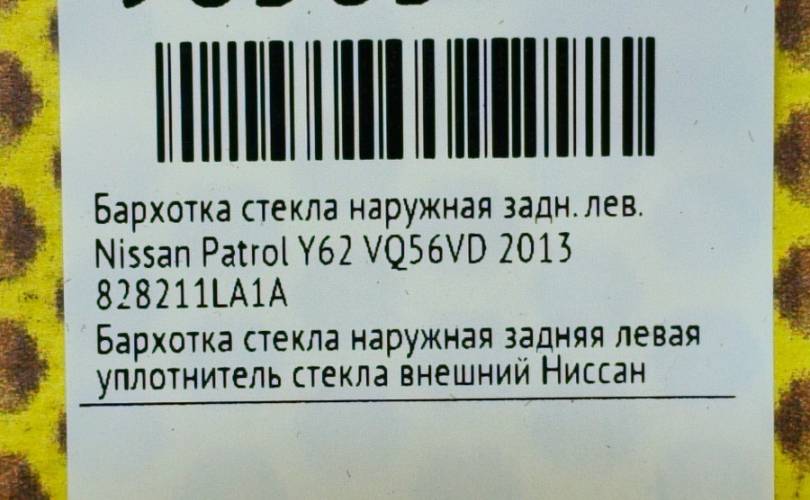 Бархотка стекла наружная задн. лев.
Nissan Patrol Y62 VQ56VD 2013
828211LA1A
Бархотка стекла наружная задняя левая
уплотнитель стекла внешний Ниссан